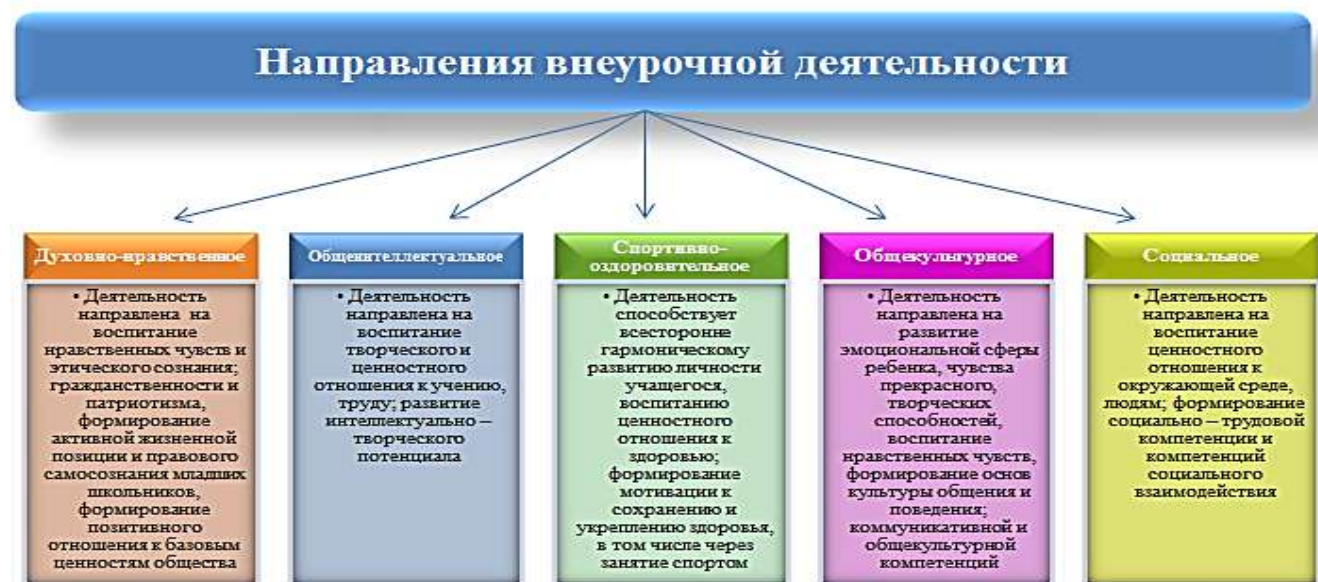 Направления внеурочной деятельности
Духовно-нравственное
• Деятельность
направлена на
воспитание
нравственных чувств и
этического сознания;
гражданственности и
патриотизма,
формирование
активной жизненной
позиции и правового
самосознания младших
школьников,
формирование
позитивного
отношения к базовым
ценностям общества
Общеинтеллектуальное
• Деятельность
направлена на
воспитание
творческого и
ценностного
отношения к учению,
труду; развитие
интеллектуально –
творческого
потенциала
Спортивно-
оздоровительное
• Деятельность
способствует
всесторонне
гармоническому
развитию личности
учащегося,
воспитанию
ценностного
отношения к
здоровью;
формирование
мотивации к
сохранению и
укреплению здоровья,
в том числе через
занятие спортом
Общекультурное
• Деятельность
направлена на
развитие
эмоциональной сферы
ребенка, чувства
прекрасного,
творческих
способностей,
воспитание
нравственных чувств,
формирование основ
культуры общения и
поведения;
коммуникативной и
общекультурной
компетенций
Социальное
• Деятельность
направлена на
воспитание
ценностного
отношения к
окружающей среде,
людям; формирование
социально – трудовой
компетенции и
компетенций
социального
взаимодействия